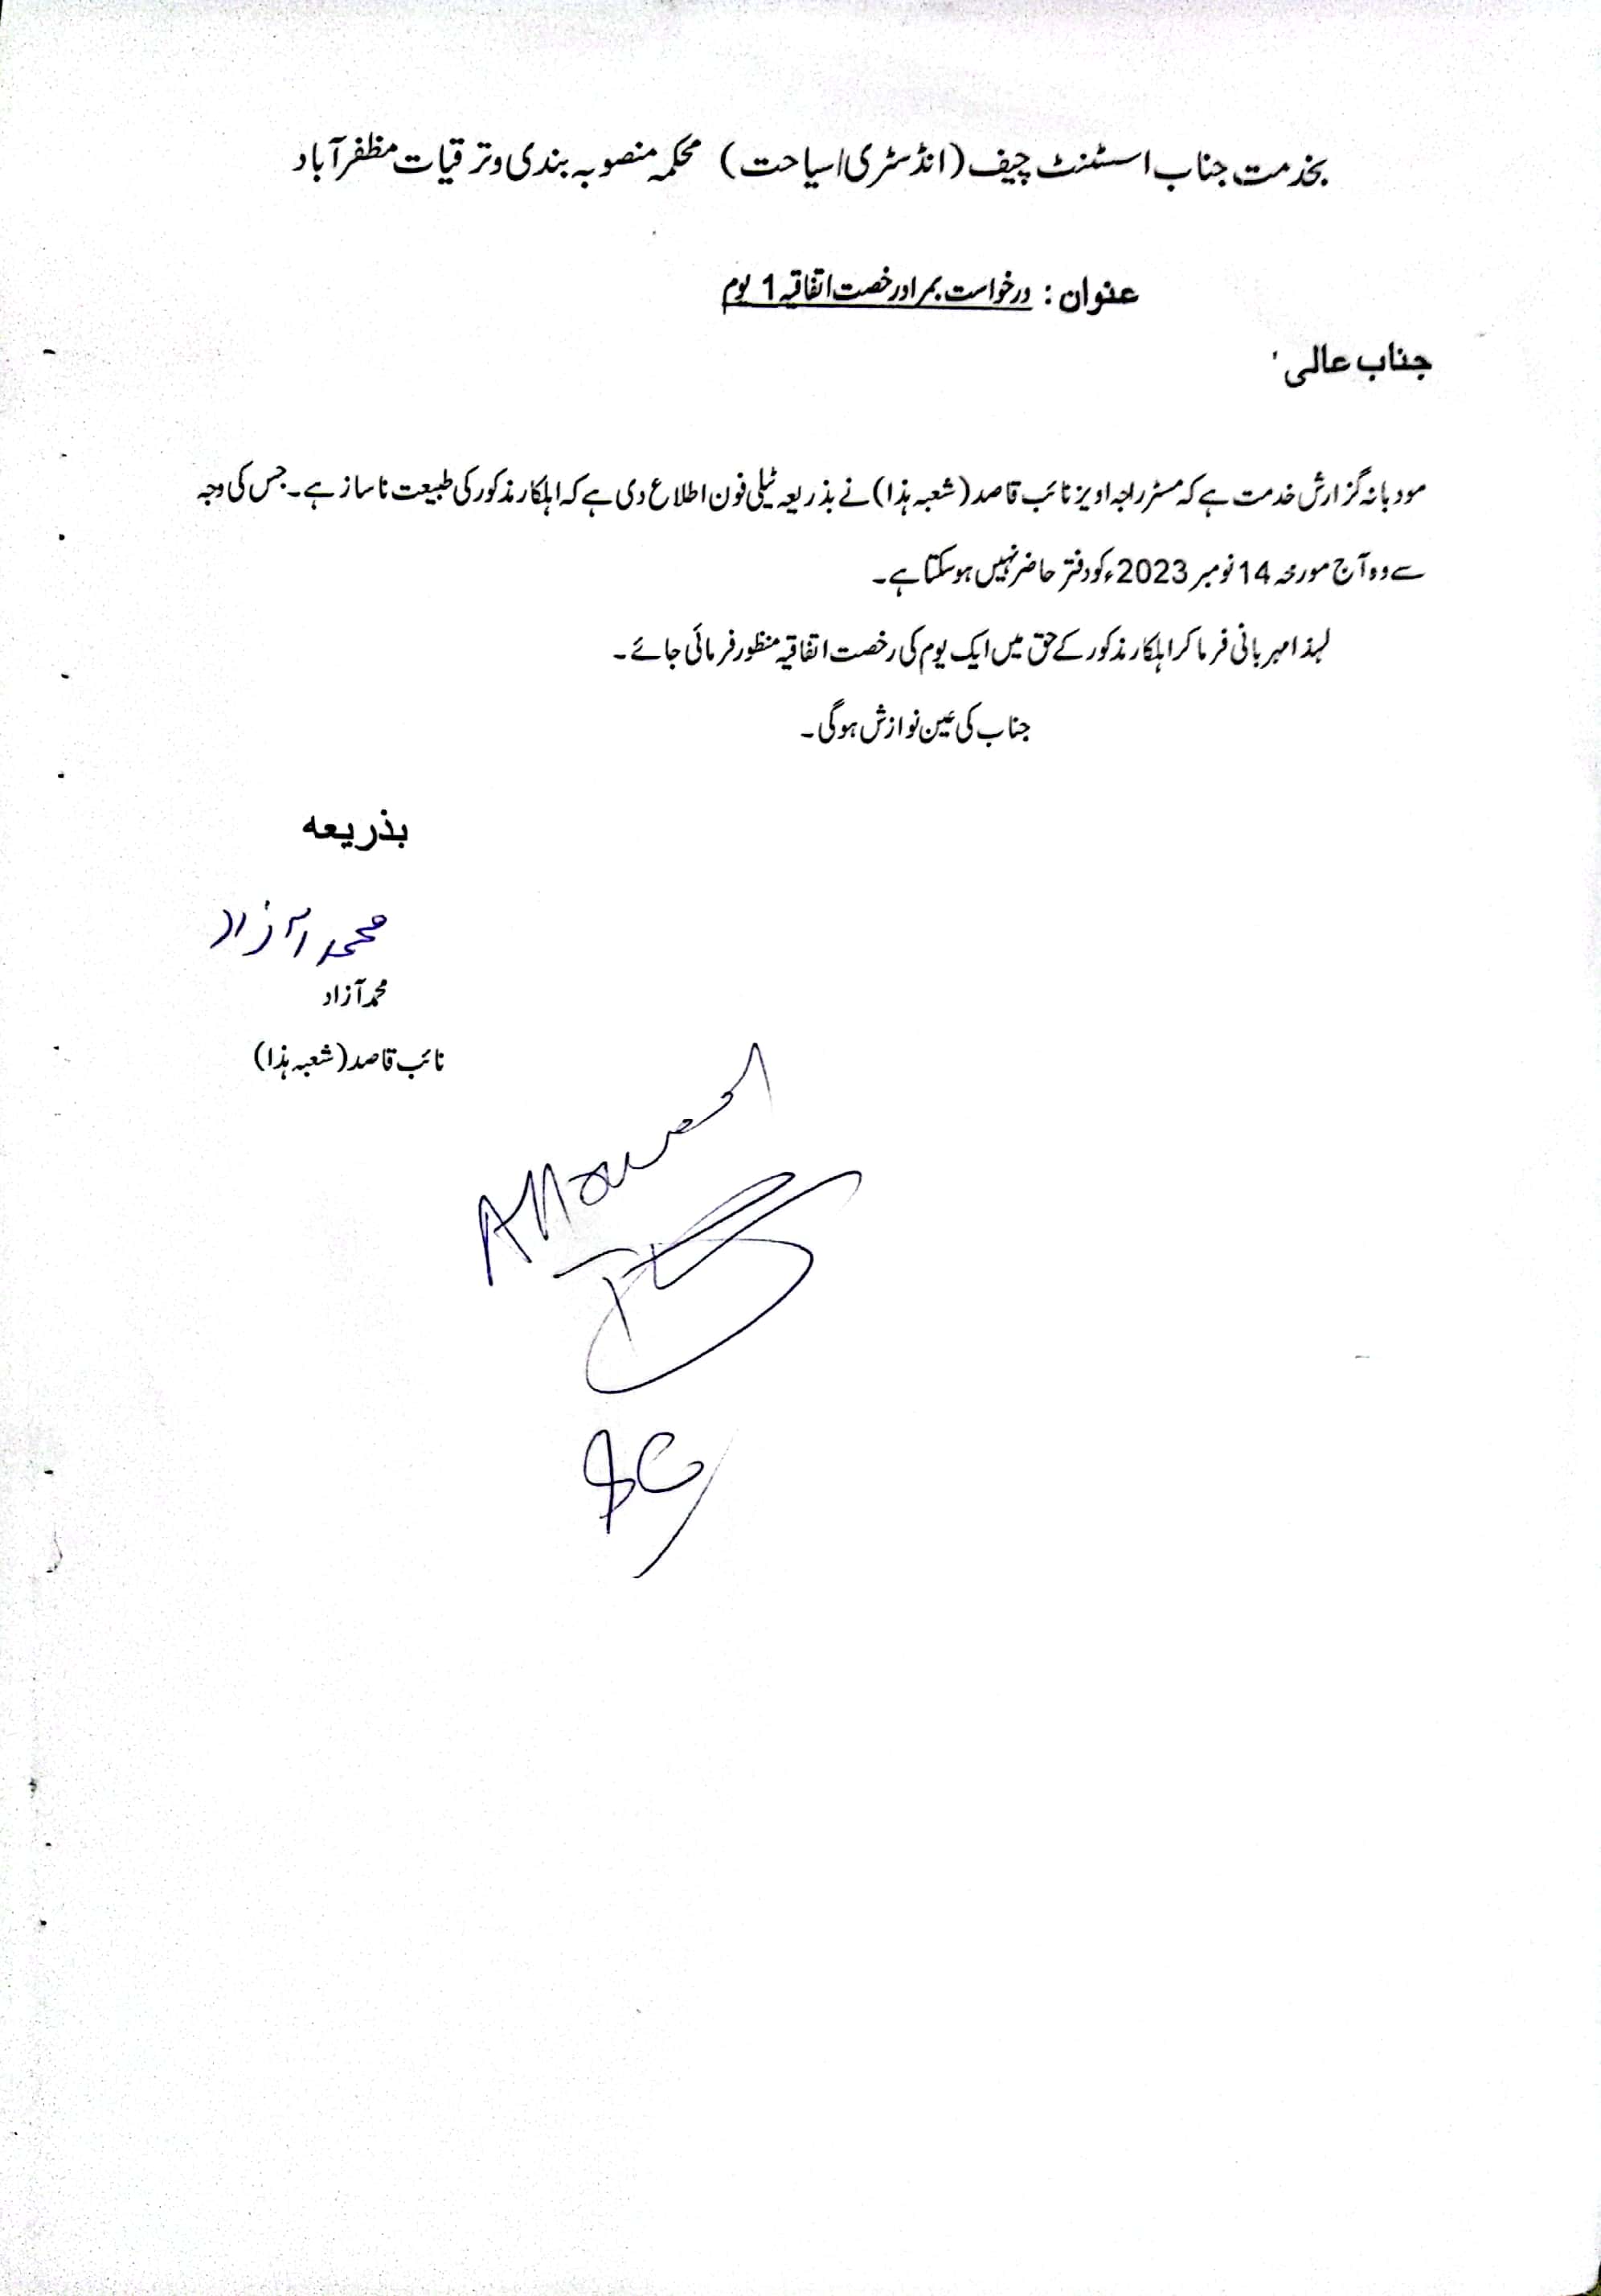 بخدمت جناب اسسٹنٹ چیف (انڈسٹری/سیاحت) محکمہ منصوبہ بندی وترقیات مظفرآباد
عنوان : درخواست بمراد رخصت اتفاقیہ 1 یوم
جناب عالی'
مودبانہ گزارش خدمت ہے کہ مسٹر راجہ اویز نائب قاصد (شعبہ ہذا) نے بذریعہ ٹیلی فون اطلاع دی ہے کہ اہلکار مذکور کی طبیعت ناساز ہے۔ جس کی وجہ
سے وہ آج مورخہ 14 نومبر 2023ء کو دفتر حاضر نہیں ہو سکتا ہے۔
لہذا مہربانی فرما کر اہلکار مذکور کے حق میں ایک یوم کی رخصت اتفاقیہ منظور فرمائی جائے۔
جناب کی عین نوازش ہوگی۔
بذریعہ
محمد آزاد
محمد آزاد
نائب قاصد (شعبہ ہذا)
Allowed